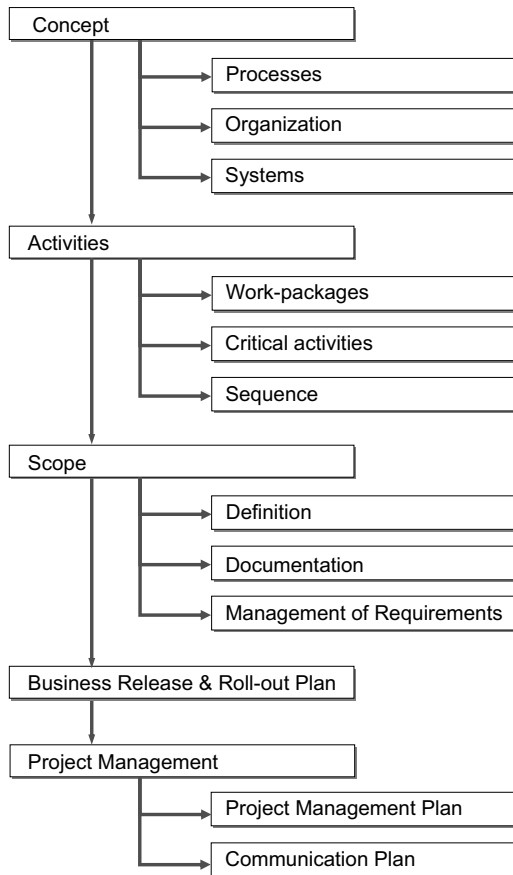 Concept
Processes
Organization
Systems
Activities
Work-packages
Critical activities
Sequence
Scope
Definition
Documentation
Management of Requirements
Business Release & Roll-out Plan
Project Management
Project Management Plan
Communication Plan